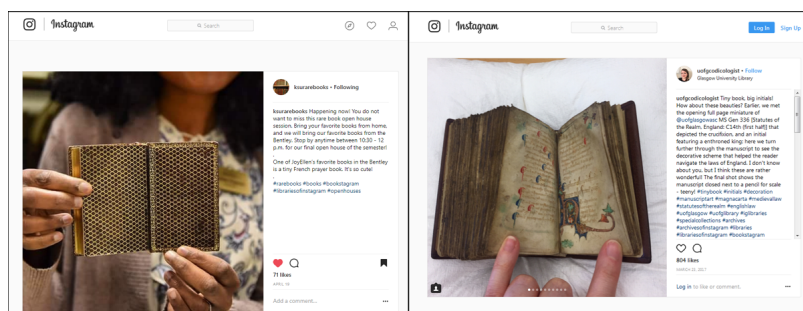 Instagram
Search
ksurarebooks • Following
ksurarebooks Happening now! You do not
want to miss this rare book open house
session. Bring your favorite books from home,
and we will bring our favorite books from the
Bentley. Stop by anytime between 10:30 - 12
p.m. for our final open house of the semester!
.
One of JoyEllen's favorite books in the Bentley
is a tiny French prayer book. It's so cute!
.
#rarebooks #books #bookstagram
#librariesofinstagram #openhouses
71 likes
APRIL 18
Add a comment...
Instagram
Search
Log In
Sign Up
uofgcodicologist • Follow
Glasgow University Library
uofgcodicologist Tiny book, big initials!
How about these beauties? Earlier, we met
the opening full page miniature of
@uofglasgowasc MS Gen 336 [Statutes of
the Realm, England: C14th (first half)] that
depicted the crucifixion, and an initial
featuring a enthroned king: here we turn
further through the manuscript to see the
decorative scheme that helped the reader
navigate the laws of England. I don't know
about you, but I think these are rather
wonderful! The final shot shows the
manuscript closed next to a pencil for scale
- teeny! #tinybook #initials #decoration
#manuscriptart #magnacarta #medievallaw
#statutesoftherealm #englishlaw
#uofglasgow #uofglibrary #iglibraries
#specialcollections #archives
#archivesofinstagram #libraries
#librariesofinstagram #bookstagram
804 likes
MARCH 22, 2017
Log in to like or comment.